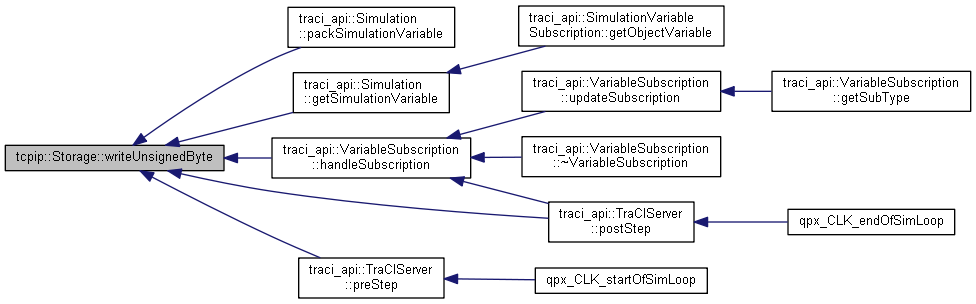 traci_api::Simulation
::packSimulationVariable
traci_api::SimulationVariable
Subscription::getObjectVariable
traci_api::Simulation
::getSimulationVariable
traci_api::VariableSubscription
::updateSubscription
traci_api::VariableSubscription
::getSubType
tcpip::Storage::writeUnsignedByte
traci_api::VariableSubscription
::handleSubscription
traci_api::VariableSubscription
::~VariableSubscription
traci_api::TraCIServer
::postStep
qpx_CLK_endOfSimLoop
traci_api::TraCIServer
::preStep
qpx_CLK_startOfSimLoop